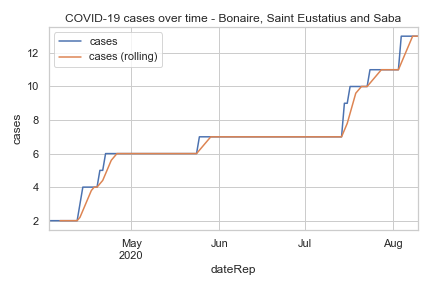 COVID-19 cases over time - Bonaire, Saint Eustatius and Saba
cases
cases (rolling)
12
10
8
6
4
2
cases
May
2020
Jun
Jul
Aug
dateRep